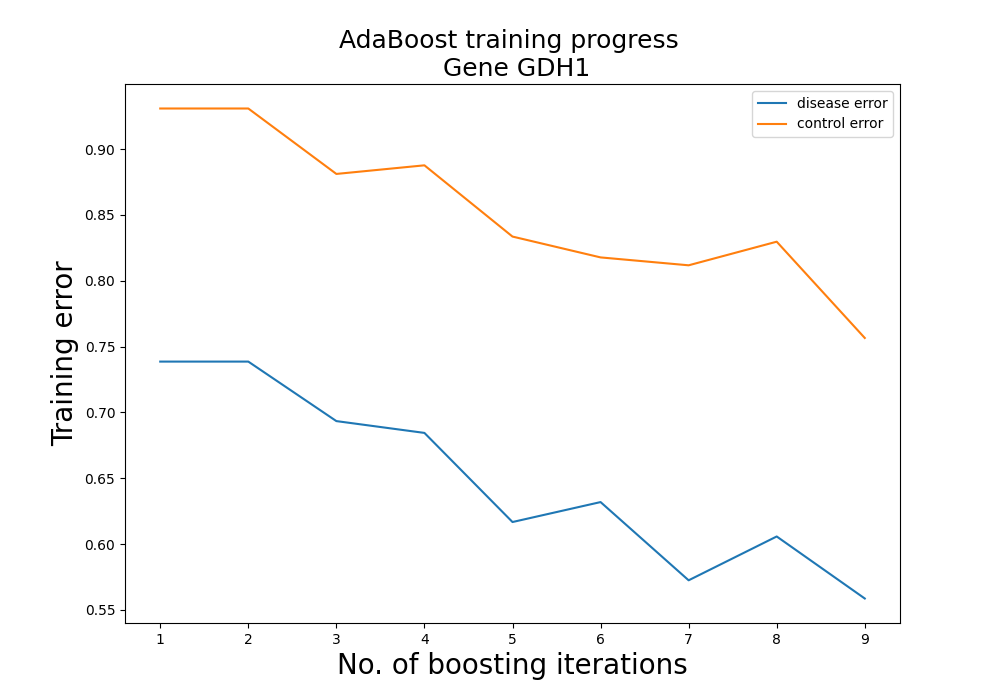 AdaBoost training progress
Gene GDH1
disease error
control error
Training error
0.90
0.85
0.80
0.75
0.70
0.65
0.60
0.55
1 2 3 4 5 6 7 8 9
No. of boosting iterations